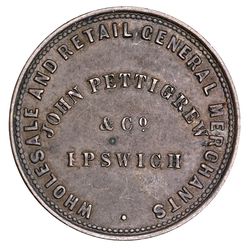 WHOLESALE AND RETAIL GENERAL MERCHANTS
JOHN PETTIGREW
& Cº
IPSWICH